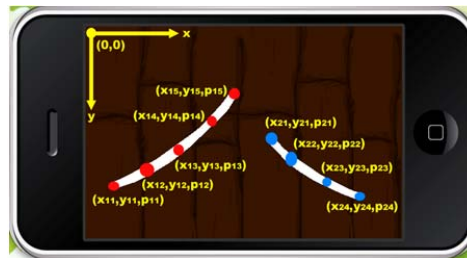 x
(0,0)
y
(x15,y15,p15)
(x14,y14,p14)
(x21,y21,p21)
(x22,y22,p22)
(x13,y13,p13)
(x23,y23,p23)
(x12,y12,p12)
(x11,y11,p11)
(x24,y24,p24)